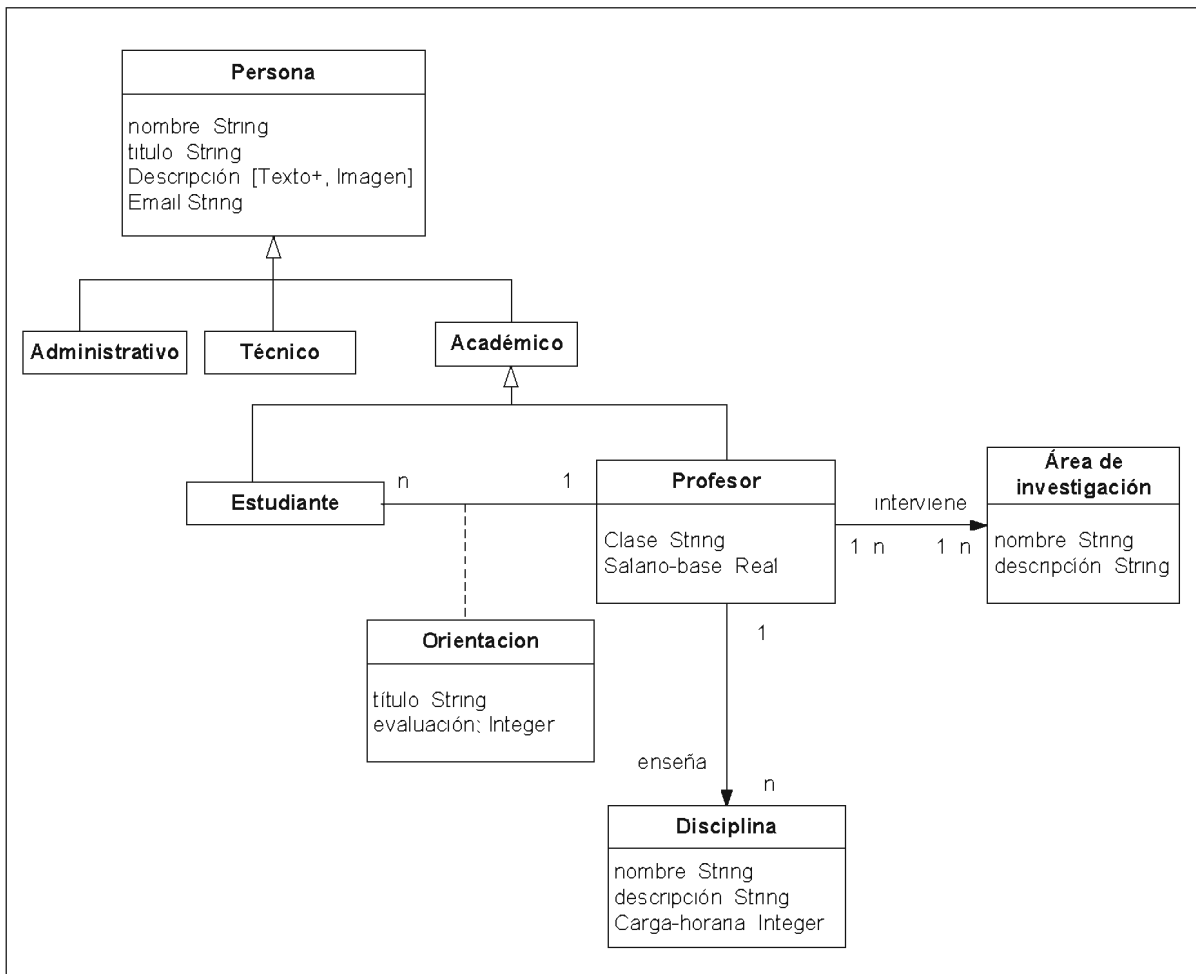 Persona
nombre String
titulo String
Descripción [Texto+, Imagen]
Email String
Administrativo
Técnico
Académico
Estudiante
n
1
Profesor
Clase String
Salario-base Real
interviene
1 n
1 n
Área de
investigación
nombre String
descripción String
Orientacion
título String
evaluación: Integer
1
enseña
n
Disciplina
nombre String
descripción String
Carga-horaria Integer